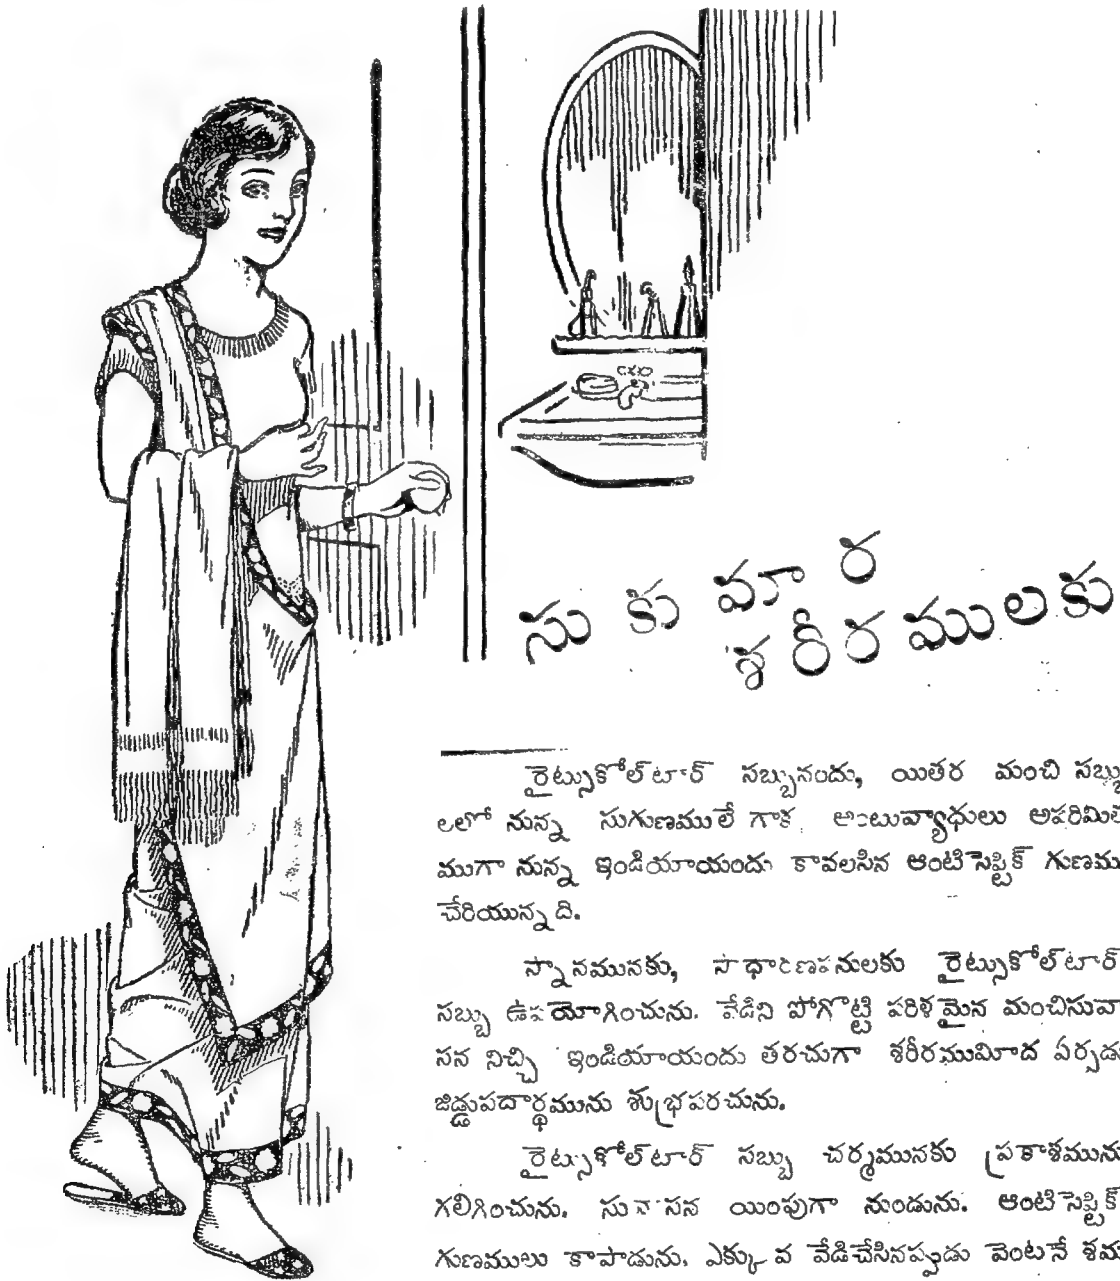 సుకుమార
శరీరములకు
రైట్సుకోల్‌టార్ సబ్బునందు, యితర మంచి సబ్బు
లలో నున్న సుగుణములే గాక, అంటువ్యాధులు అపరిమిత
ముగా నున్న ఇండియాయందు కావలసిన ఆంటిసెప్టిక్ గుణము
చేరియున్నది.
స్నానమునకు, సాధారణపనులకు రైట్సుకోల్‌టార్
సబ్బు ఉపయోగించును. వేడిని పోగొట్టి పరిళమైన మంచిసువా
సన నిచ్చి ఇండియాయందు తరచుగా శరీరముమీద ఏర్పడు
జిడ్డుపదార్థమును శుభ్రపరచును.
రైట్సుకోల్‌టార్ సబ్బు చర్మమునకు ప్రకాశమును
గలిగించును. సువాసన యింపుగా నుండును. ఆంటిసెప్టిక్
గుణములు కాపాడును. ఎక్కువ వేడిచేసినప్పుడు వెంటనే